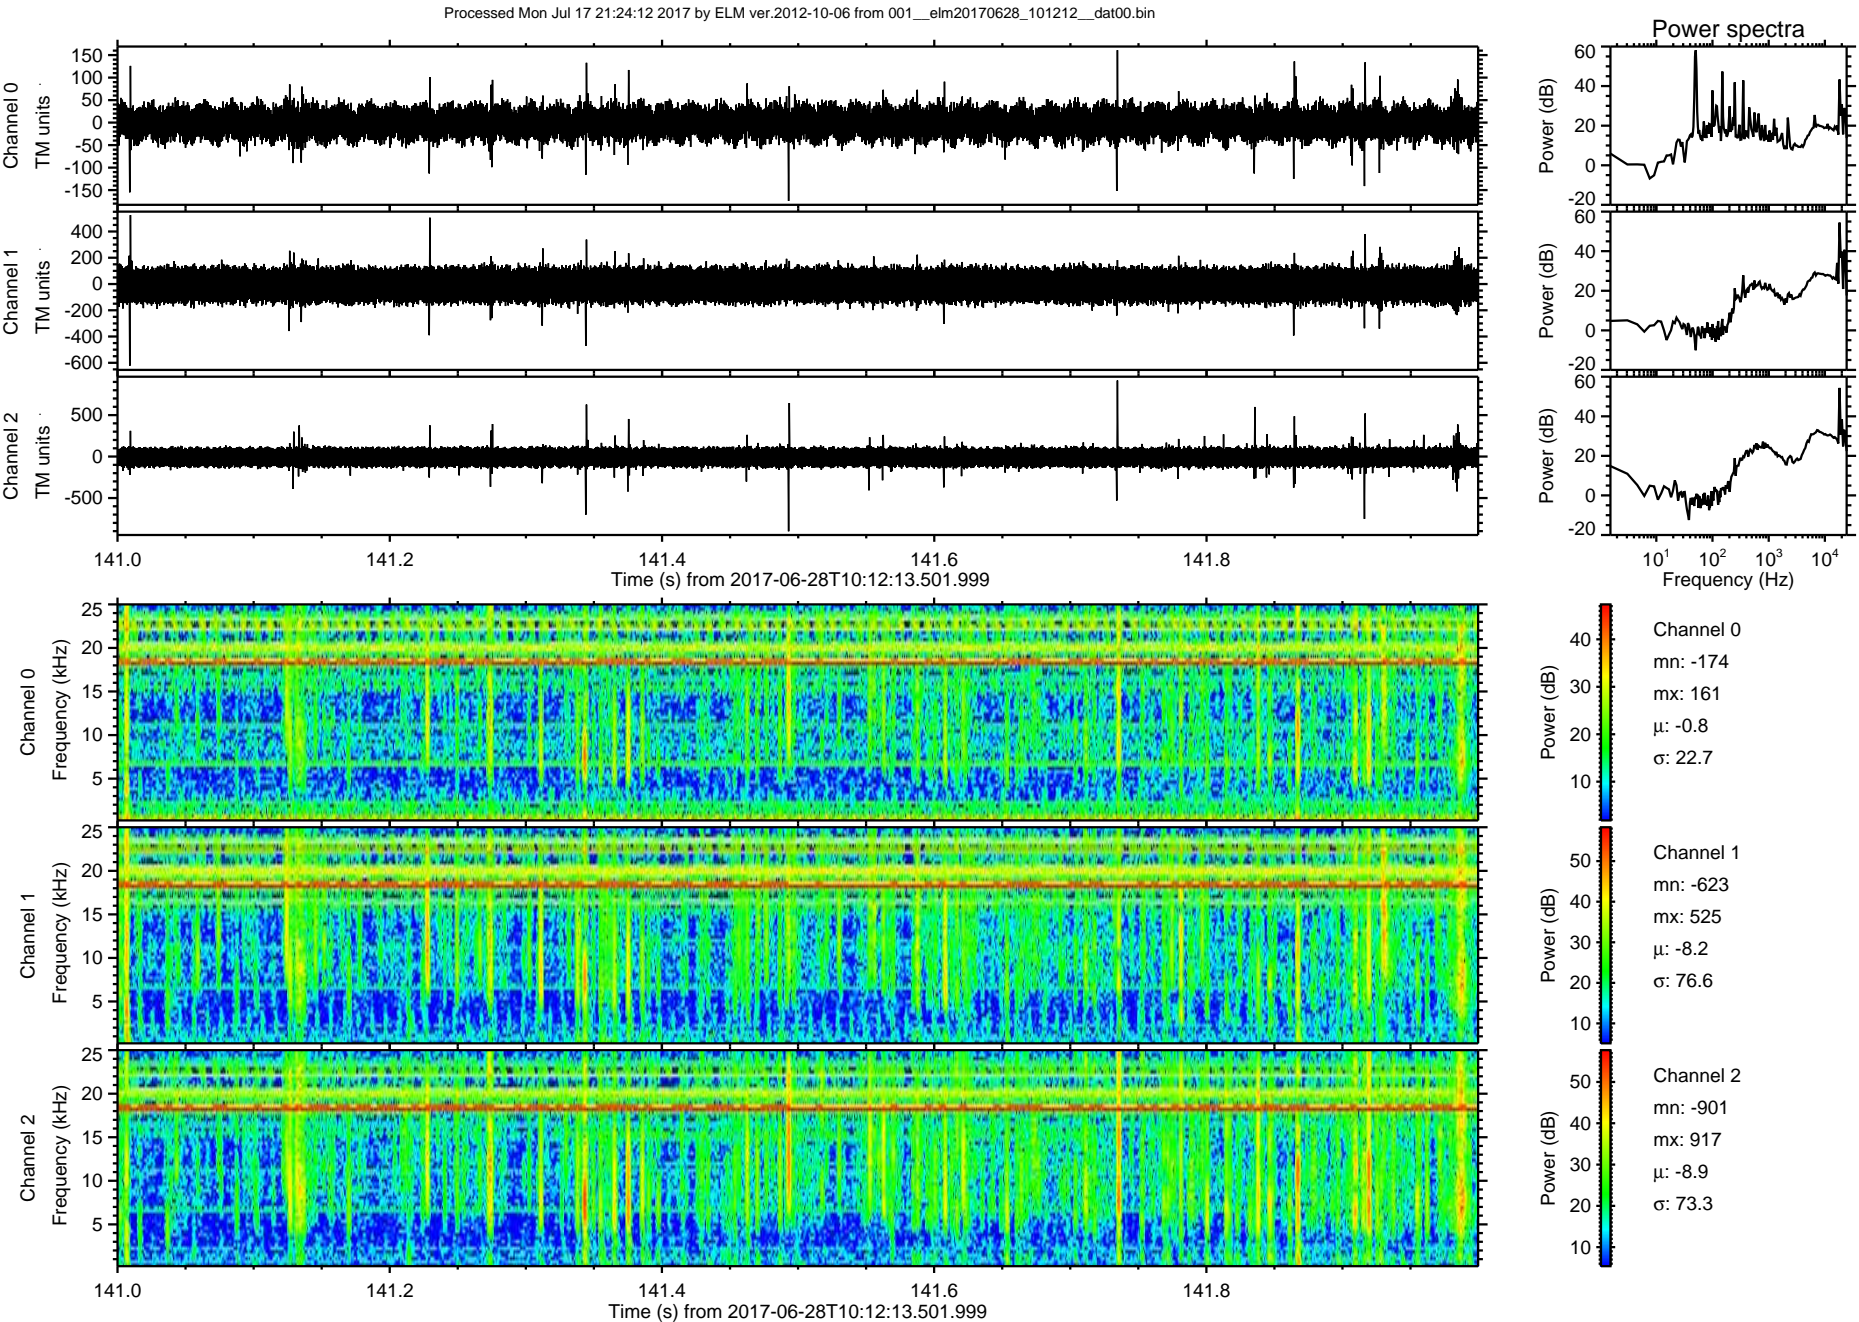 Processed Mon Jul 17 21:24:12 2017 by ELM ver.2012-10-06 from 001__elm20170628_101212__dat00.bin
Power spectra
Channel 0
TM units
150
100
50
0
-50
-100
-150
Power (dB)
60
40
20
0
-20
Channel 1
TM units
400
200
0
-200
-400
-600
Power (dB)
60
40
20
0
-20
Channel 2
TM units
500
0
-500
Power (dB)
60
40
20
0
-20
141.0 141.2 141.4 141.6 141.8
Time (s) from 2017-06-28T10:12:13.501.999
10^1 10^2 10^3 10^4
Frequency (Hz)
Channel 0
Frequency (kHz)
25
20
15
10
5
Power (dB)
40
30
20
10
Channel 0
mn: -174
mx: 161
μ: -0.8
σ: 22.7
Channel 1
Frequency (kHz)
25
20
15
10
5
Power (dB)
50
40
30
20
10
Channel 1
mn: -623
mx: 525
μ: -8.2
σ: 76.6
Channel 2
Frequency (kHz)
25
20
15
10
5
Power (dB)
50
40
30
20
10
Channel 2
mn: -901
mx: 917
μ: -8.9
σ: 73.3
141.0 141.2 141.4 141.6 141.8
Time (s) from 2017-06-28T10:12:13.501.999